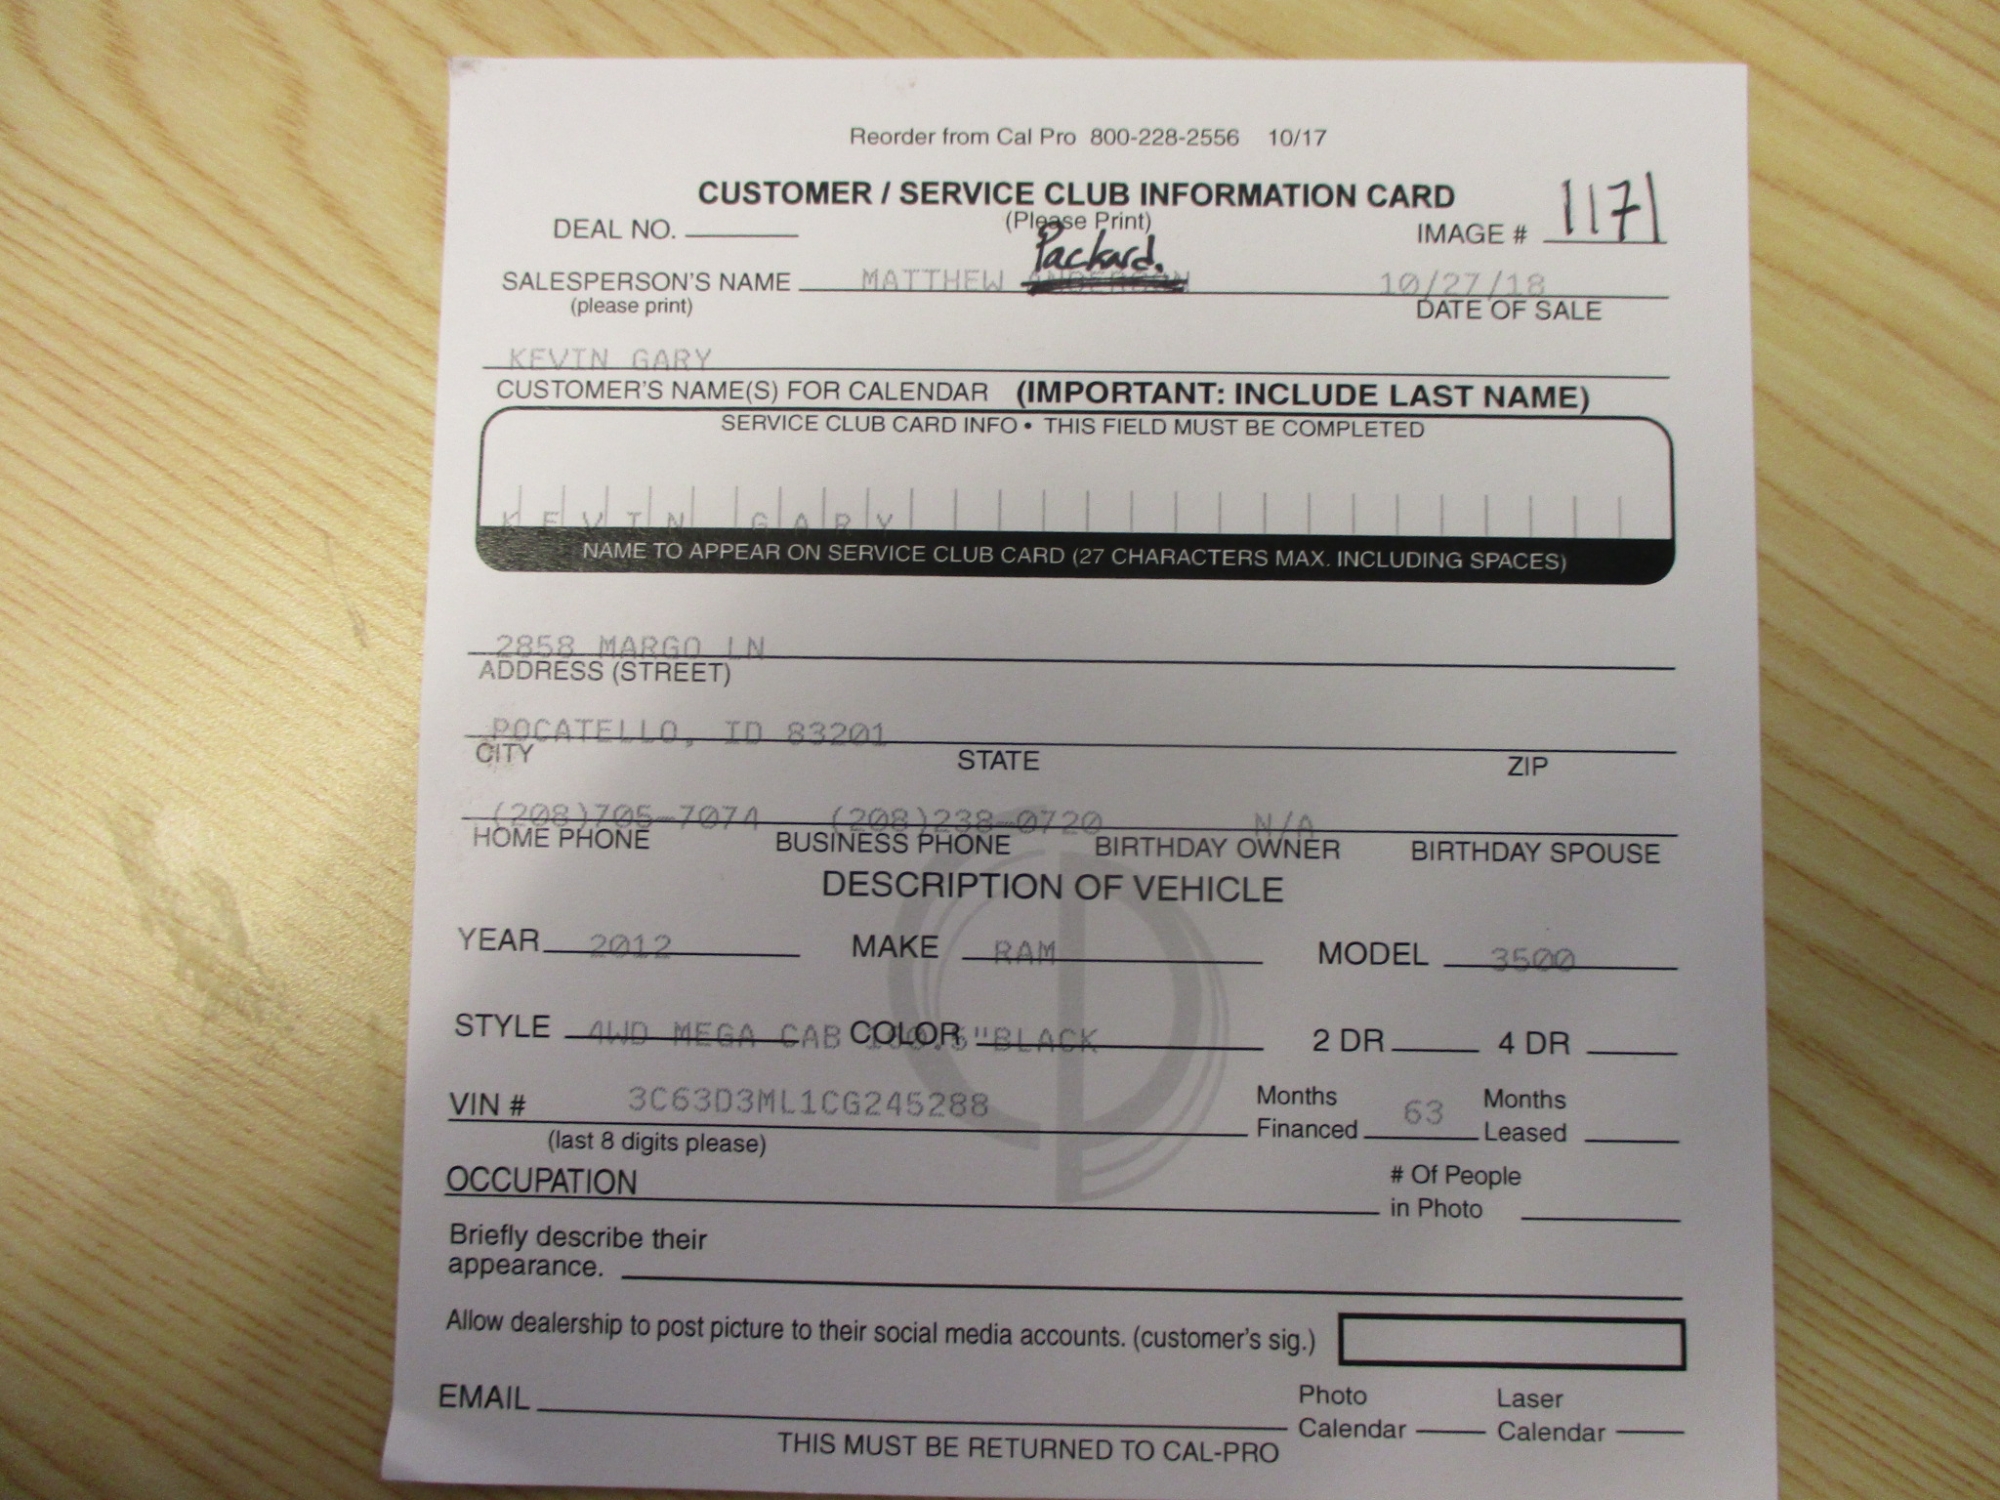 Reorder from Cal Pro 800-228-2556 10/17
CUSTOMER / SERVICE CLUB INFORMATION CARD
(Please Print)
DEAL NO. IMAGE # 1171
Packard.
SALESPERSON'S NAME MATTHEW ANDERSON 10/27/18
(please print) DATE OF SALE
KEVIN GARY
CUSTOMER'S NAME(S) FOR CALENDAR (IMPORTANT: INCLUDE LAST NAME)
SERVICE CLUB CARD INFO • THIS FIELD MUST BE COMPLETED
KEVIN GARY
NAME TO APPEAR ON SERVICE CLUB CARD (27 CHARACTERS MAX. INCLUDING SPACES)
2858 MARGO LN
ADDRESS (STREET)
POCATELLO, ID 83201
CITY STATE ZIP
(208)705-7074 (208)238-0720 N/A
HOME PHONE BUSINESS PHONE BIRTHDAY OWNER BIRTHDAY SPOUSE
DESCRIPTION OF VEHICLE
YEAR 2012 MAKE RAM MODEL 3500
STYLE 4WD MEGA CAB COLOR BLACK 2 DR 4 DR
VIN # 3C63D3ML1CG245288 Months Financed 63 Months Leased
(last 8 digits please)
OCCUPATION # Of People in Photo
Briefly describe their
appearance.
Allow dealership to post picture to their social media accounts. (customer's sig.)
EMAIL Photo Calendar Laser Calendar
THIS MUST BE RETURNED TO CAL-PRO